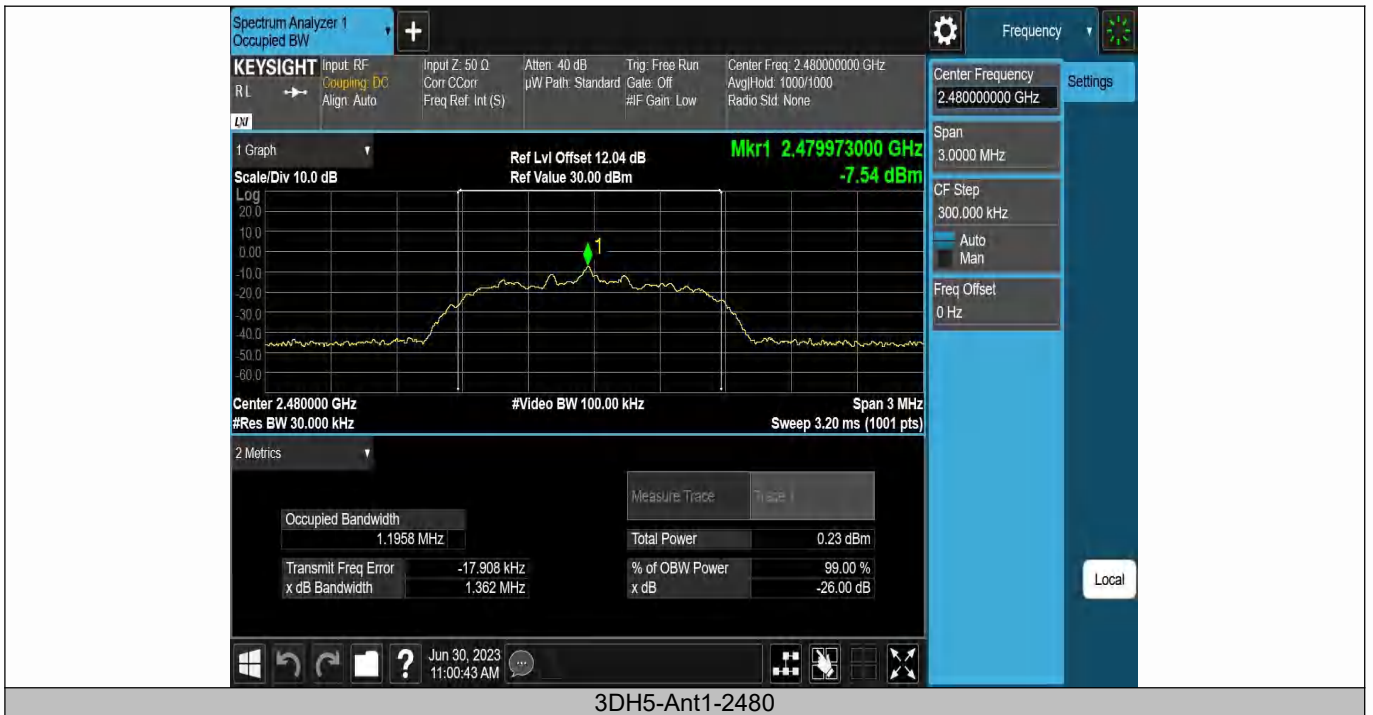 Spectrum Analyzer 1
Occupied BW
Frequency
KEYSIGHT
R L
LXI
Input: RF
Coupling: DC
Align: Auto
Input Z: 50 Ω
Corr CCorr
Freq Ref: Int (S)
Atten: 40 dB
µW Path: Standard
Trig: Free Run
Gate: Off
#IF Gain: Low
Center Freq: 2.480000000 GHz
Avg|Hold: 1000/1000
Radio Std: None
Center Frequency
2.480000000 GHz
Settings
Span
3.0000 MHz
CF Step
300.000 kHz
Auto
Man
Freq Offset
0 Hz
Local
1 Graph
Scale/Div 10.0 dB
Ref Lvl Offset 12.04 dB
Ref Value 30.00 dBm
Mkr1 2.479973000 GHz
-7.54 dBm
Log
20.0
10.0
0.00
-10.0
-20.0
-30.0
-40.0
-50.0
-60.0
1
Center 2.480000 GHz
#Video BW 100.00 kHz
Span 3 MHz
#Res BW 30.000 kHz
Sweep 3.20 ms (1001 pts)
2 Metrics
Measure Trace Trace 1
Occupied Bandwidth
1.1958 MHz
Total Power 0.23 dBm
Transmit Freq Error -17.908 kHz
% of OBW Power 99.00 %
x dB Bandwidth 1.362 MHz
x dB -26.00 dB
?
Jun 30, 2023
11:00:43 AM
3DH5-Ant1-2480